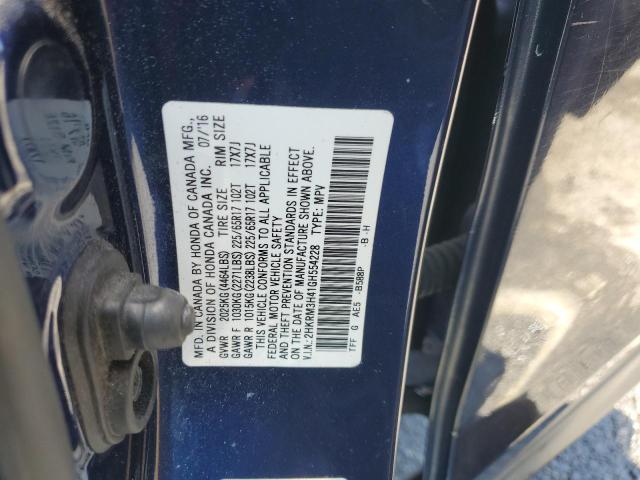 MFD. IN CANADA BY HONDA OF CANADA MFG.,
A DIVISION OF HONDA CANADA INC. 07/16
GVWR 2025KG(4464LBS) TIRE SIZE RIM SIZE
GAWR F 1030KG(2271LBS) 225/65R17 102T 17X7J
GAWR R 1015KG(2238LBS) 225/65R17 102T 17X7J
THIS VEHICLE CONFORMS TO ALL APPLICABLE
FEDERAL MOTOR VEHICLE SAFETY
AND THEFT PREVENTION STANDARDS IN EFFECT
ON THE DATE OF MANUFACTURE SHOWN ABOVE.
V.I.N.: 2HKRM3H41GH554228 TYPE: MPV
TFF G AE5 -B588P -B -H